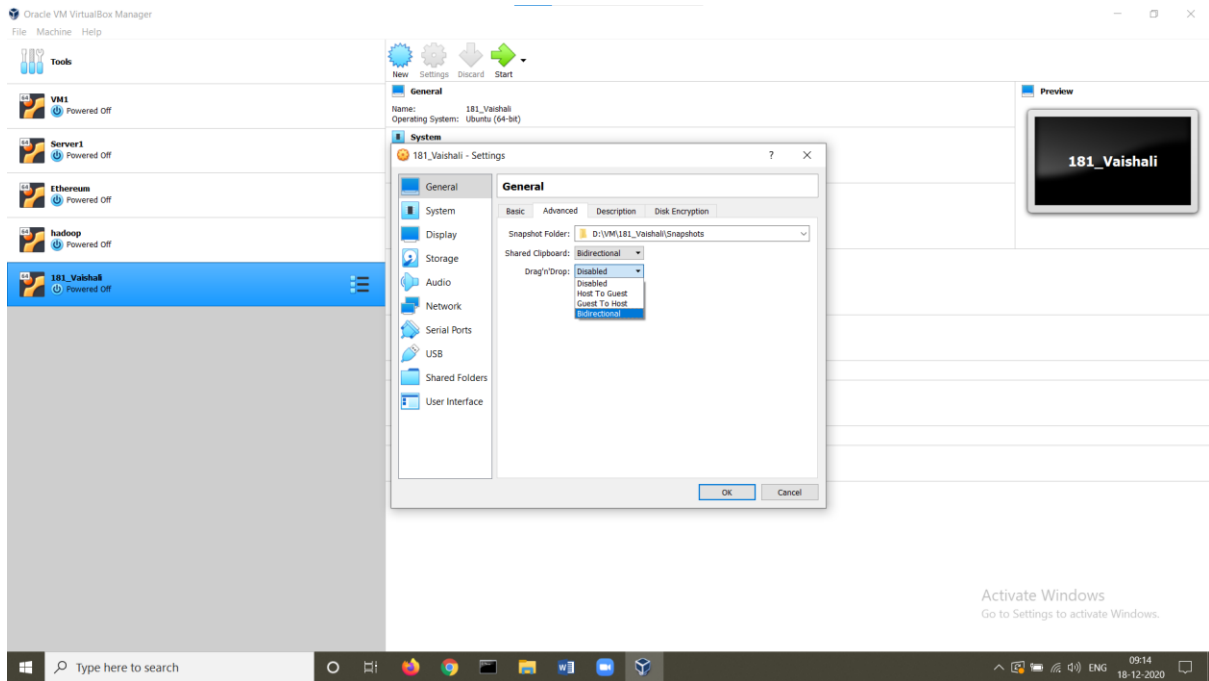 Oracle VM VirtualBox Manager
File Machine Help
Tools
New Settings Discard Start
64 VM1
Powered Off
64 Server1
Powered Off
64 Ethereum
Powered Off
64 hadoop
Powered Off
64 181_Vaishali
Powered Off
General
Name: 181_Vaishali
Operating System: Ubuntu (64-bit)
System
Preview
181_Vaishali
181_Vaishali - Settings ?
General
System
Display
Storage
Audio
Network
Serial Ports
USB
Shared Folders
User Interface
General
Basic Advanced Description Disk Encryption
Snapshot Folder: D:\VM\181_Vaishali\Snapshots
Shared Clipboard: Bidirectional
Drag'n'Drop: Disabled
Disabled
Host To Guest
Guest To Host
Bidirectional
OK Cancel
Activate Windows
Go to Settings to activate Windows.
Type here to search
ENG
09:14
18-12-2020